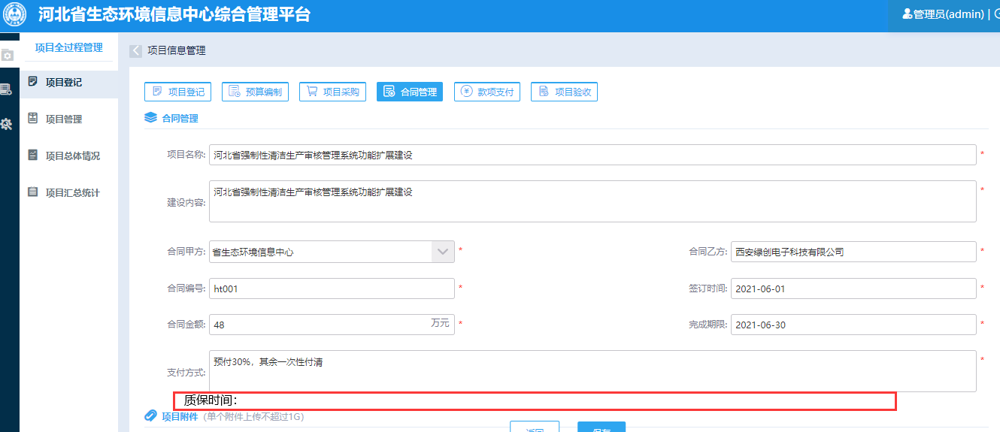 河北省生态环境信息中心综合管理平台
管理员(admin) |
项目全过程管理
项目信息管理
项目登记
项目管理
项目总体情况
项目汇总统计
项目登记 预算编制 项目采购 合同管理 款项支付 项目验收
合同管理
项目名称: 河北省强制性清洁生产审核管理系统功能扩展建设 *
建设内容: 河北省强制性清洁生产审核管理系统功能扩展建设 *
合同甲方: 省生态环境信息中心 * 合同乙方: 西安绿创电子科技有限公司 *
合同编号: ht001 * 签订时间: 2021-06-01 *
合同金额: 48 万元 * 完成期限: 2021-06-30 *
支付方式: 预付30%，其余一次性付清 *
质保时间：
项目附件 (单个附件上传不超过1G)
返回 保存